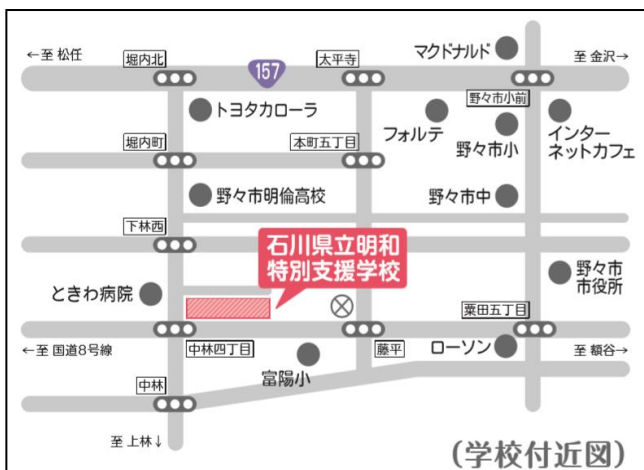 ←至 松任
堀内北
157
太平寺
マクドナルド
至 金沢→
トヨタカローラ
フォルテ
野々市小前
野々市小
インター
ネットカフェ
堀内町
本町五丁目
野々市明倫高校
野々市中
下林西
石川県立明和
特別支援学校
ときわ病院
野々市
市役所
粟田五丁目
←至 国道8号線
中林四丁目
富陽小
藤平
ローソン
至 額谷→
中林
至 上林↓
(学校付近図)